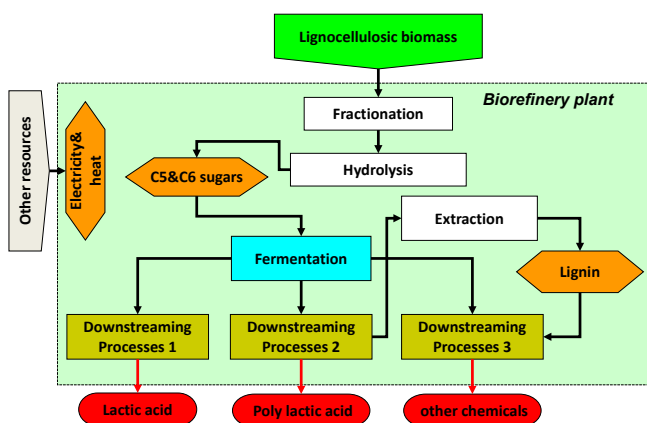 Lignocellulosic biomass
Biorefinery plant
Fractionation
Other resources
Electricity&
heat
Hydrolysis
C5&C6 sugars
Extraction
Fermentation
Lignin
Downstreaming
Processes 1
Downstreaming
Processes 2
Downstreaming
Processes 3
Lactic acid
Poly lactic acid
other chemicals